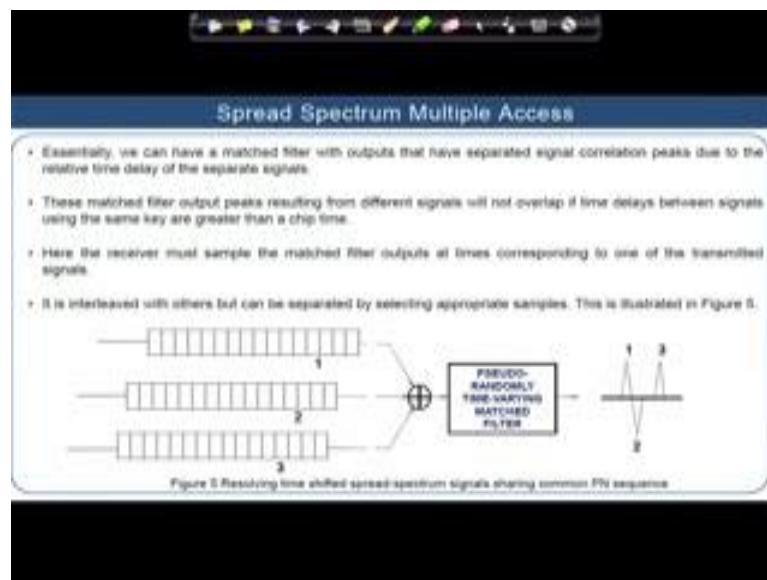 Spread Spectrum Multiple Access
• Essentially, we can have a matched filter with outputs that have separated signal correlation peaks due to the
relative time delay of the separate signals.
• These matched filter output peaks resulting from different signals will not overlap if time delays between signals
using the same key are greater than a chip time.
• Here the receiver must sample the matched filter outputs at times corresponding to one of the transmitted
signals.
• It is interleaved with others but can be separated by selecting appropriate samples. This is illustrated in Figure 5.
1
2
3
PSEUDO-
RANDOMLY
TIME-VARYING
MATCHED
FILTER
1 3
2
Figure 5 Resolving time shifted spread-spectrum signals sharing common PN sequence